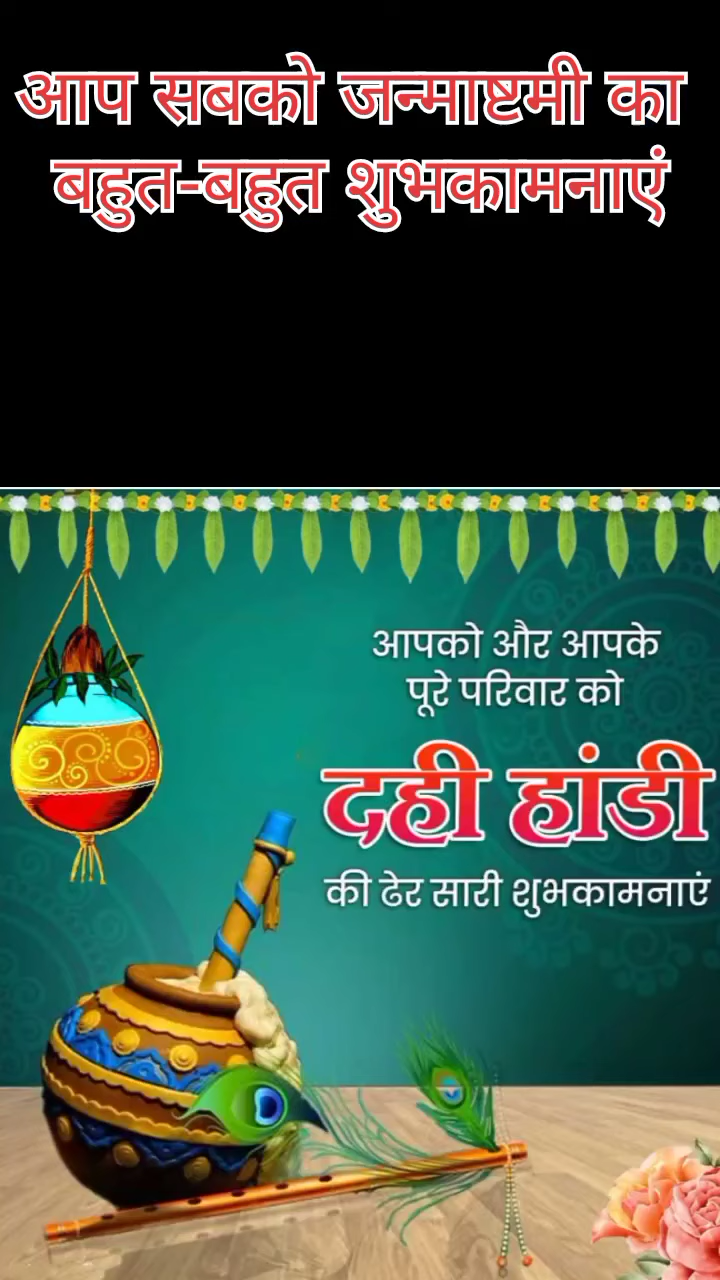 आप सबको जन्माष्टमी का
बहुत-बहुत शुभकामनाएं
आपको और आपके
पूरे परिवार को
दही हांडी
की ढेर सारी शुभकामनाएं